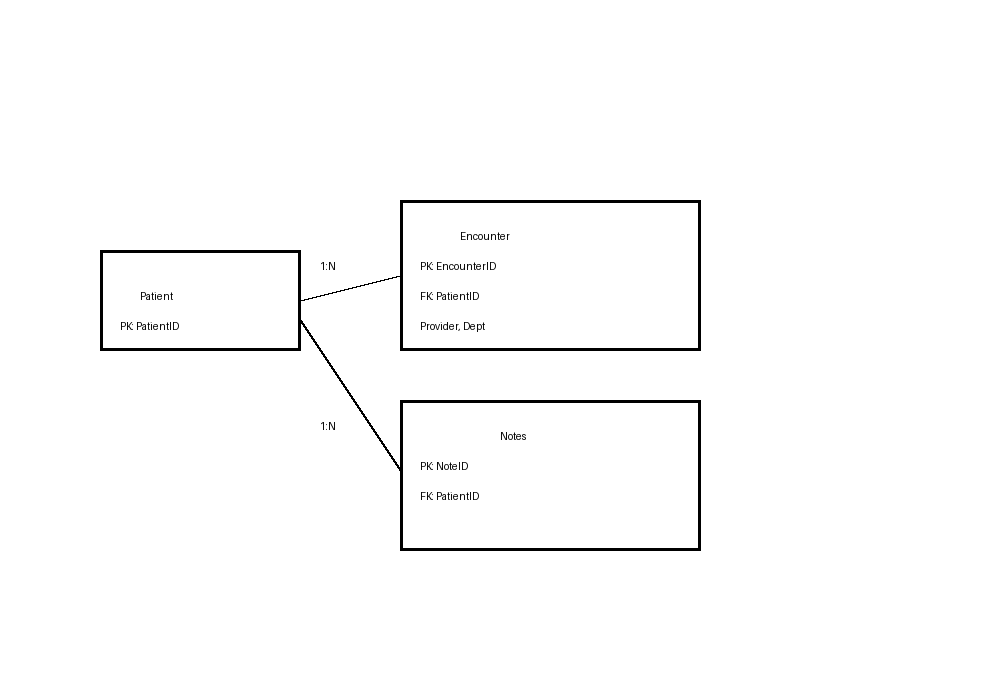 Patient
PK: PatientID
1:N
1:N
Encounter
PK: EncounterID
FK: PatientID
Provider, Dept
Notes
PK: NoteID
FK: PatientID